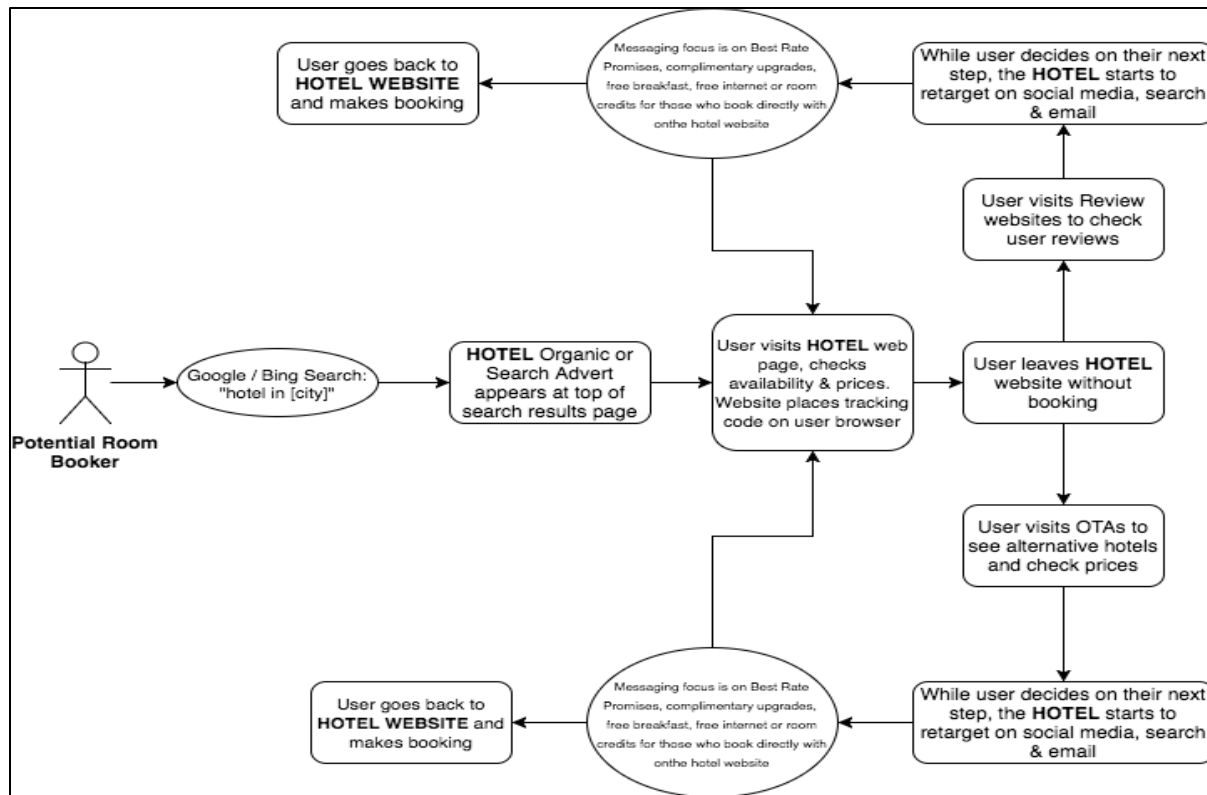 User goes back to
HOTEL WEBSITE
and makes booking
Messaging focus is on Best Rate
Promises, complimentary upgrades,
free breakfast, free internet or room
credits for those who book directly with
onthe hotel website
While user decides on their next
step, the HOTEL starts to
retarget on social media, search
& email
User visits Review
websites to check
user reviews
Potential Room
Booker
Google / Bing Search:
"hotel in [city]"
HOTEL Organic or
Search Advert
appears at top of
search results page
User visits HOTEL web
page, checks
availability & prices.
Website places tracking
code on user browser
User leaves HOTEL
website without
booking
User visits OTAs to
see alternative hotels
and check prices
User goes back to
HOTEL WEBSITE and
makes booking
Messaging focus is on Best Rate
Promises, complimentary upgrades,
free breakfast, free internet or room
credits for those who book directly with
onthe hotel website
While user decides on their next
step, the HOTEL starts to
retarget on social media, search
& email